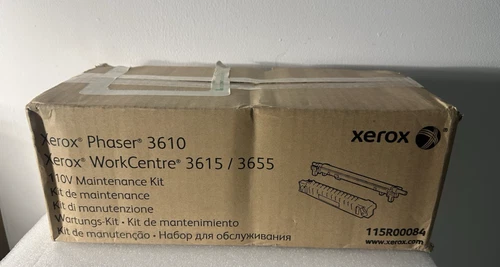 Xerox® Phaser® 3610
Xerox® WorkCentre® 3615 / 3655
110V Maintenance Kit
Kit de maintenance
Kit di manutenzione
Wartungs-Kit • Kit de mantenimiento
Kit de manutenção • Набор для обслуживания
xerox
115R00084
www.xerox.com